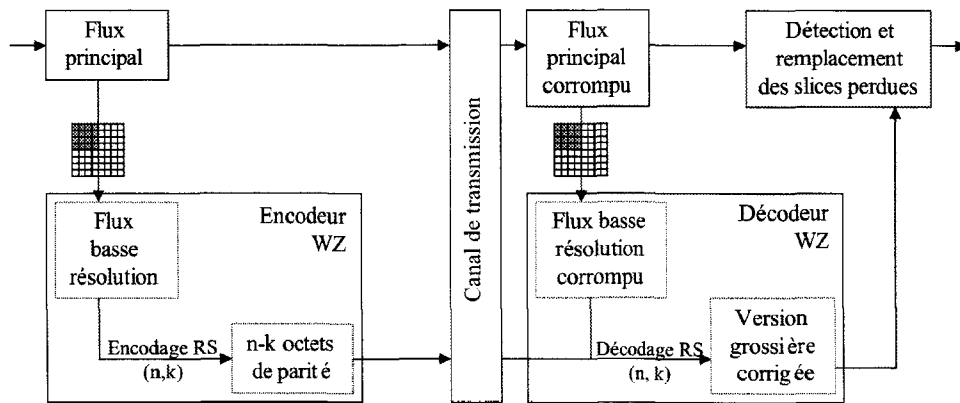 Flux
principal
Flux
principal
corrompu
Détection et
remplacement
des slices perdues
Canal de transmission
Encodeur
WZ
Flux
basse
résolution
Encodage RS
(n,k)
n-k octets
de parité
Décodeur
WZ
Flux basse
résolution
corrompu
Décodage RS
(n, k)
Version
grossière
corrigée